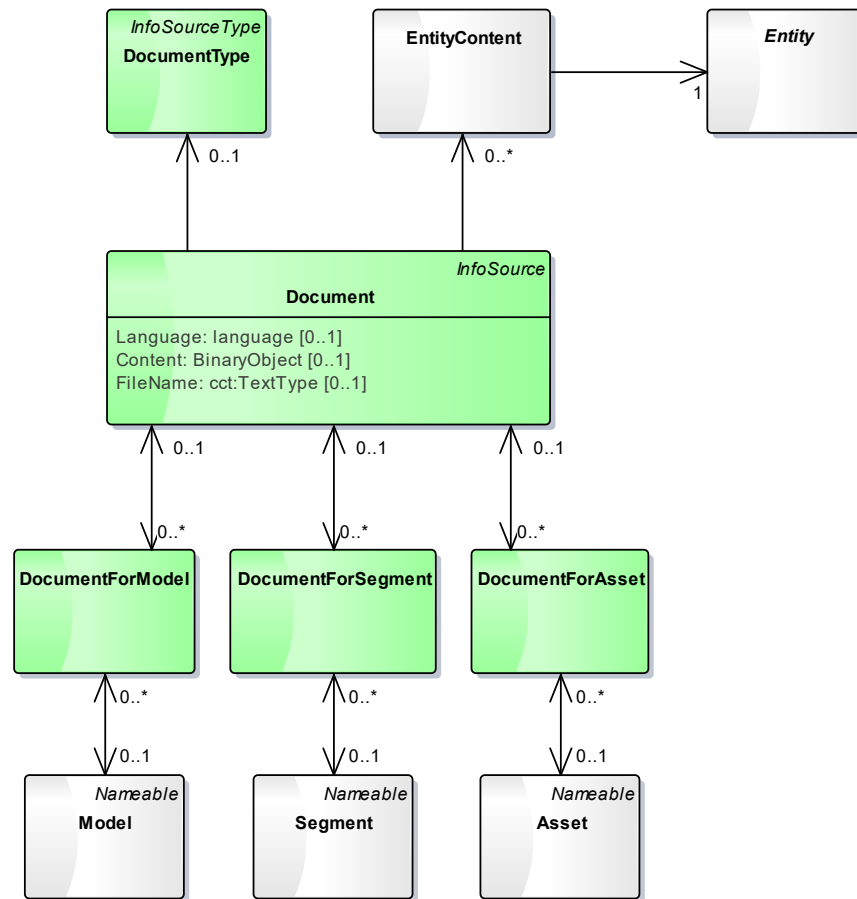 InfoSourceType
DocumentType
EntityContent
Entity
1
0..1
0..*
InfoSource
Document
Language: language [0..1]
Content: BinaryObject [0..1]
FileName: cct:TextType [0..1]
0..1
0..1
0..1
0..*
0..*
0..*
DocumentForModel
DocumentForSegment
DocumentForAsset
0..*
0..*
0..*
0..1
0..1
0..1
Nameable
Model
Nameable
Segment
Nameable
Asset